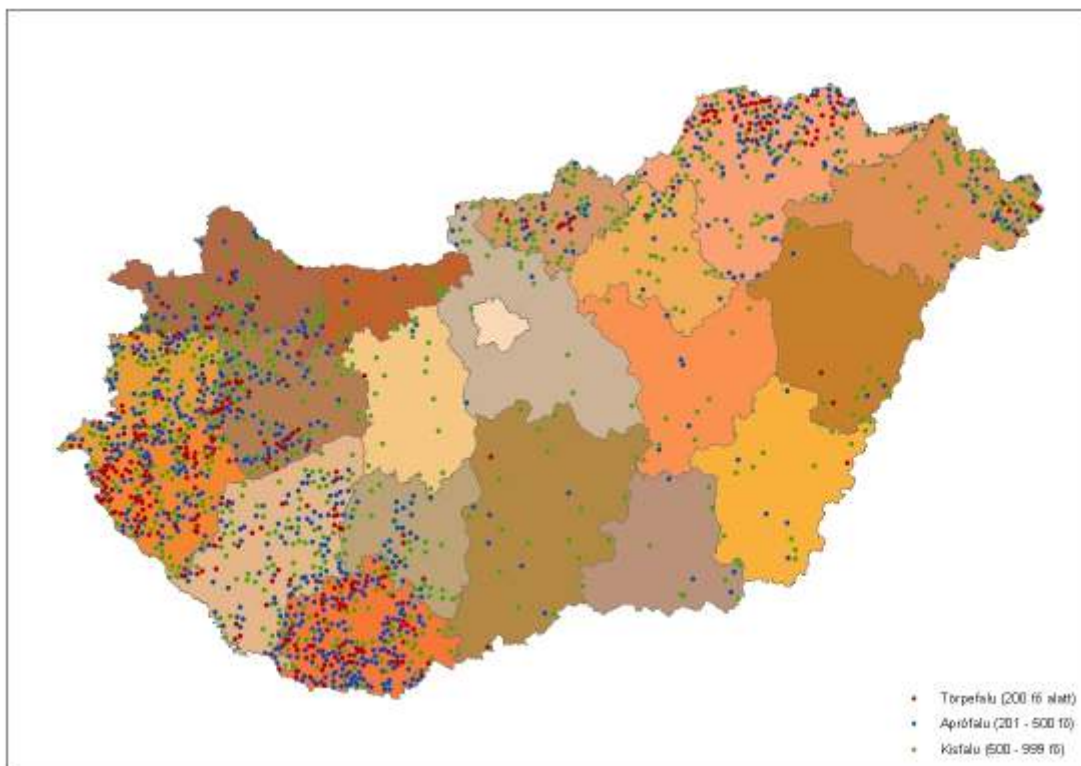 Törpefalu (200 fő alatt)
Aprófalu (201 - 500 fő)
Kisfalu (500 - 999 fő)